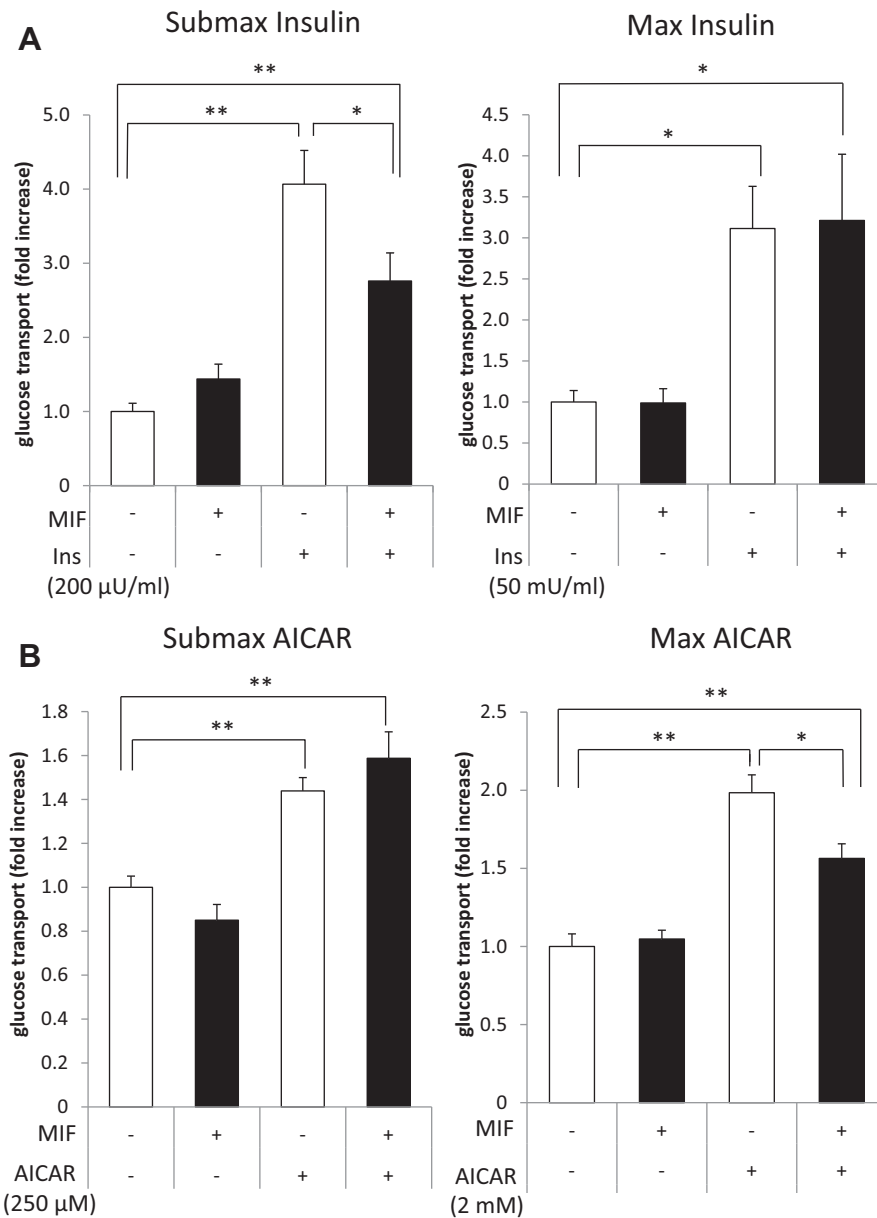 A
Submax Insulin
**
**
*
glucose transport (fold increase)
5.0
4.0
3.0
2.0
1.0
0
MIF - + - +
Ins - - + +
(200 µU/ml)
Max Insulin
*
*
glucose transport (fold increase)
4.5
4.0
3.5
3.0
2.5
2.0
1.5
1.0
0.5
0
MIF - + - +
Ins - - + +
(50 mU/ml)
B
Submax AICAR
**
**
glucose transport (fold increase)
1.8
1.6
1.4
1.2
1.0
0.8
0.6
0.4
0.2
0
MIF - + - +
AICAR - - + +
(250 µM)
Max AICAR
**
**
*
glucose transport (fold increase)
2.5
2.0
1.5
1.0
0.5
0
MIF - + - +
AICAR - - + +
(2 mM)